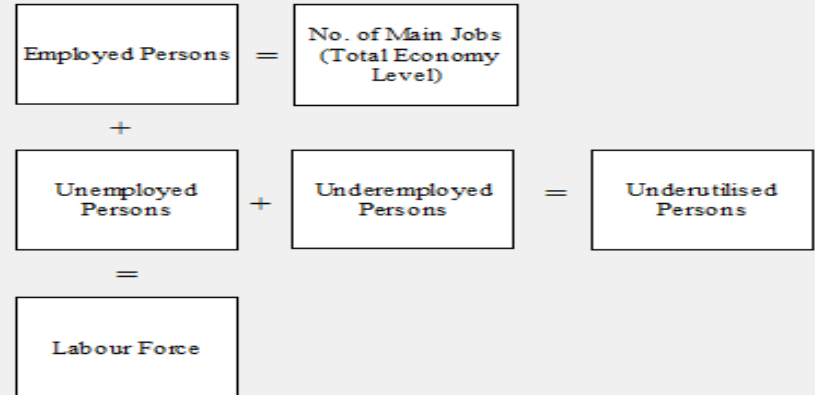 Employed Persons
=
No. of Main Jobs
(Total Economy
Level)
+
Unemployed
Persons
+
Underemployed
Persons
=
Underutilised
Persons
=
Labour Force